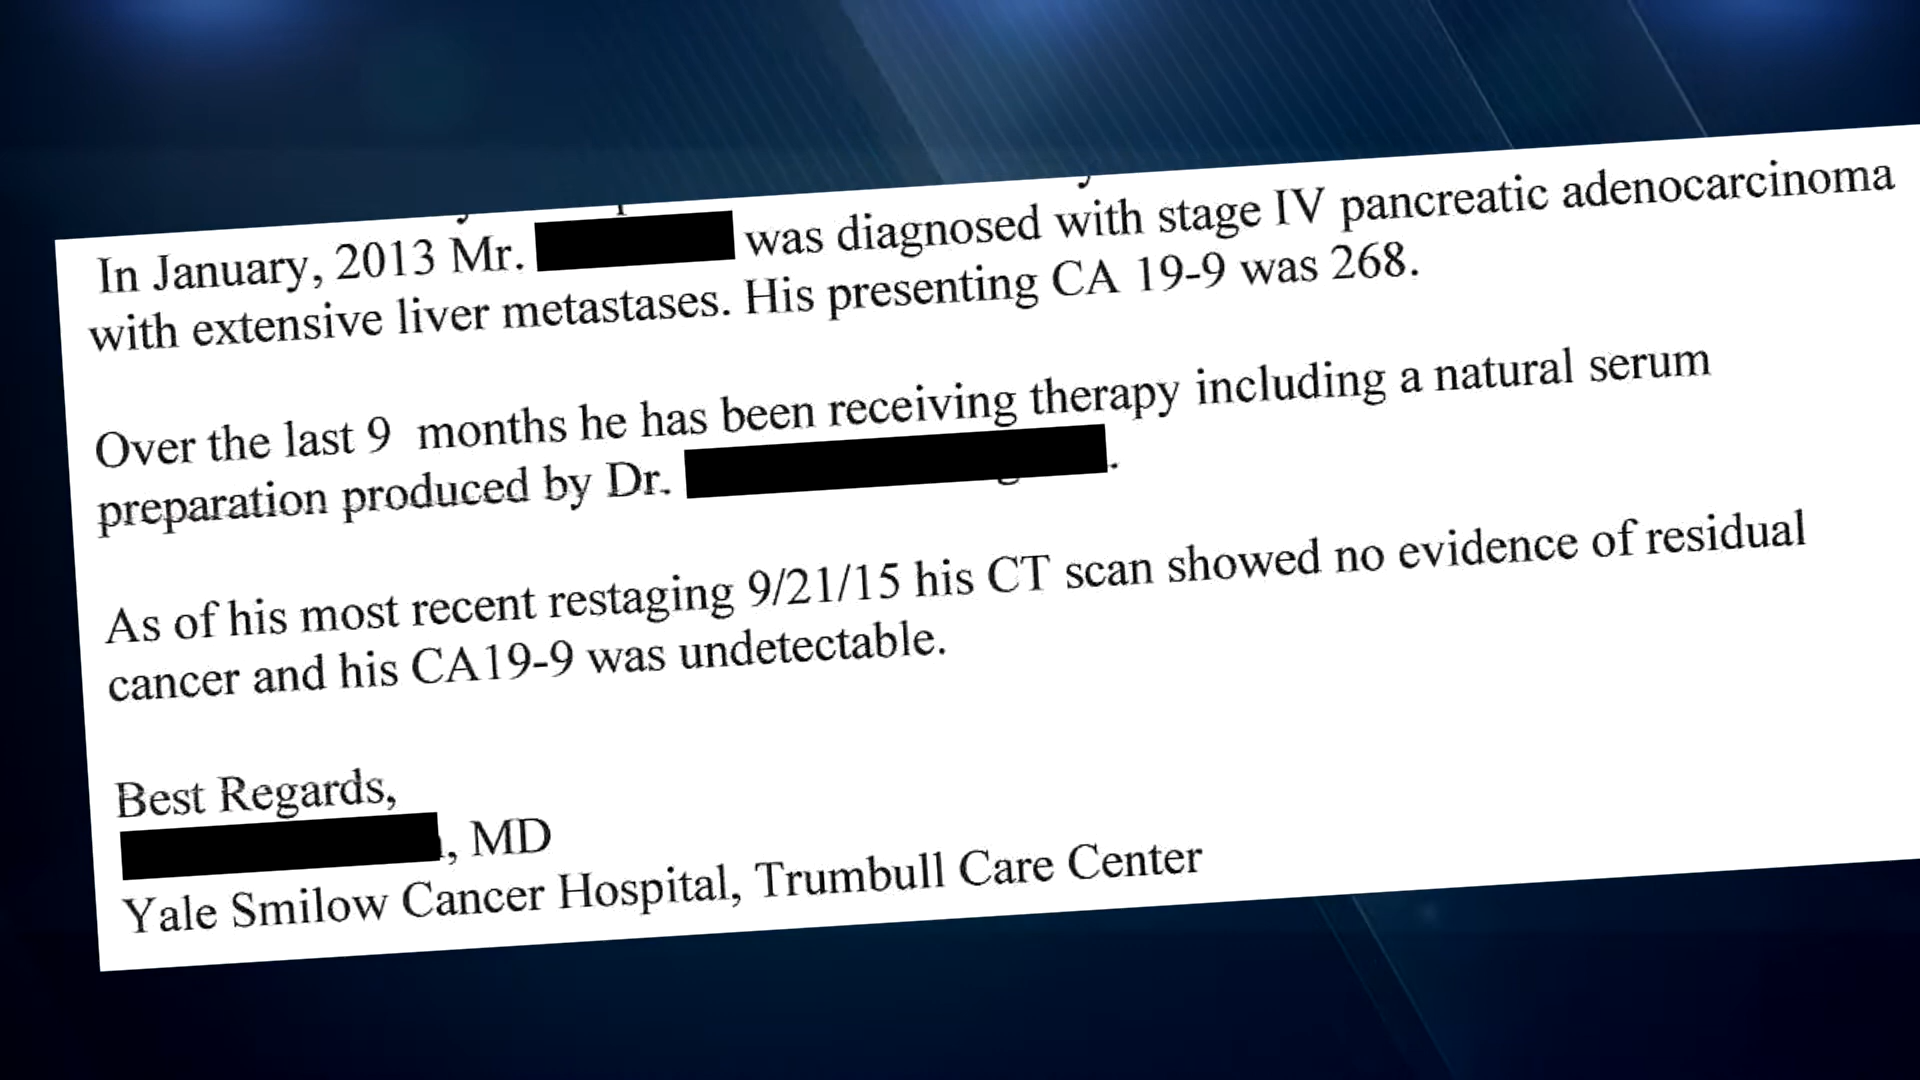 In January, 2013 Mr. was diagnosed with stage IV pancreatic adenocarcinoma
with extensive liver metastases. His presenting CA 19-9 was 268.
Over the last 9 months he has been receiving therapy including a natural serum
preparation produced by Dr. .
As of his most recent restaging 9/21/15 his CT scan showed no evidence of residual
cancer and his CA19-9 was undetectable.
Best Regards,
, MD
Yale Smilow Cancer Hospital, Trumbull Care Center